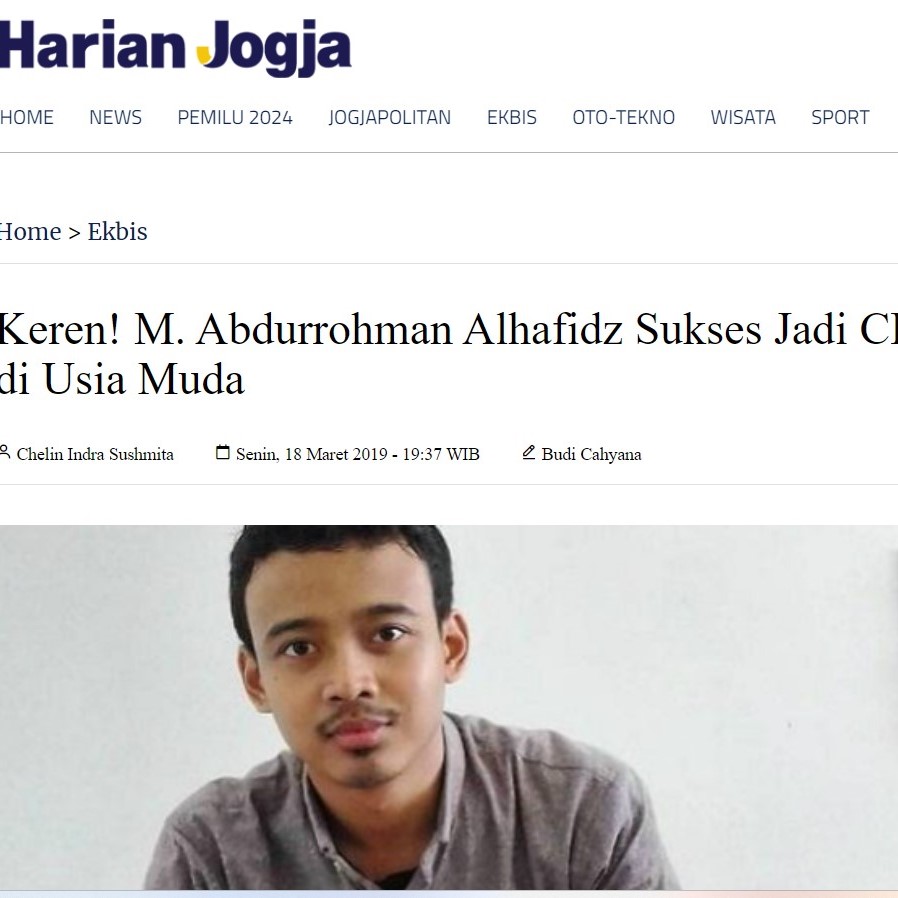 Harian Jogja
HOME NEWS PEMILU 2024 JOGJAPOLITAN EKBIS OTO-TEKNO WISATA SPORT
Home > Ekbis
Keren! M. Abdurrohman Alhafidz Sukses Jadi
di Usia Muda
Chelin Indra Sushmita Senin, 18 Maret 2019 - 19:37 WIB Budi Cahyana